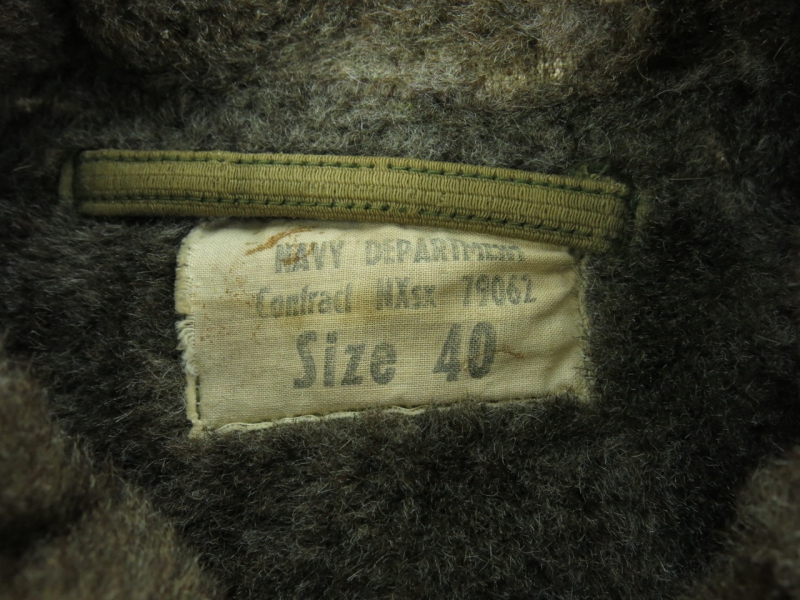 NAVY DEPARTMENT
Contract NXsx 79062
Size 40